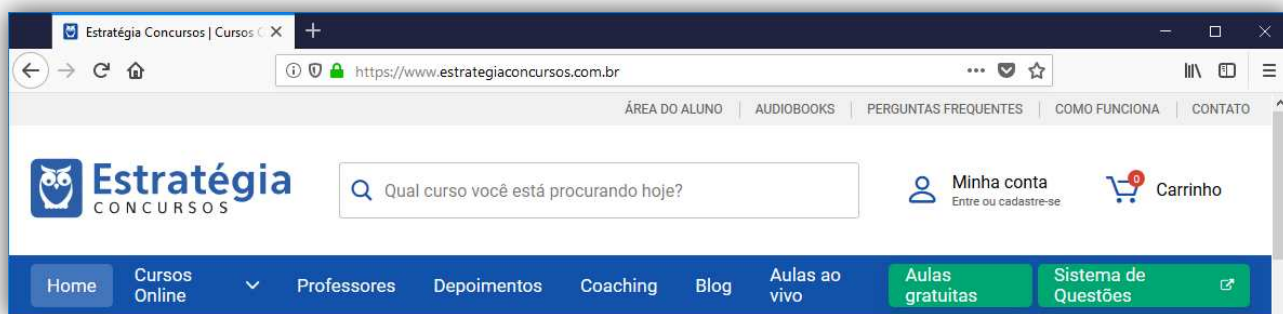 Estratégia Concursos | Cursos
https://www.estrategiaconcursos.com.br
ÁREA DO ALUNO | AUDIOBOOKS | PERGUNTAS FREQUENTES | COMO FUNCIONA | CONTATO
Estratégia
CONCURSOS
Qual curso você está procurando hoje?
Minha conta
Entre ou cadastre-se
0
Carrinho
Home
Cursos
Online
Professores
Depoimentos
Coaching
Blog
Aulas ao
vivo
Aulas
gratuitas
Sistema de
Questões